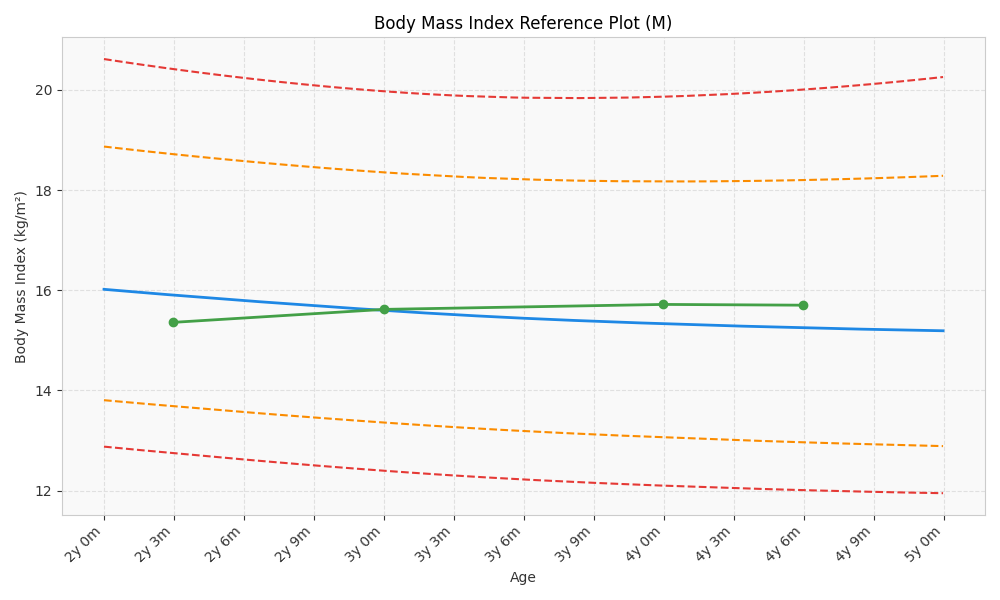 Body Mass Index Reference Plot (M)
Body Mass Index (kg/m²)
20
18
16
14
12
2y 0m
2y 3m
2y 6m
2y 9m
3y 0m
3y 3m
3y 6m
3y 9m
4y 0m
4y 3m
4y 6m
4y 9m
5y 0m
Age